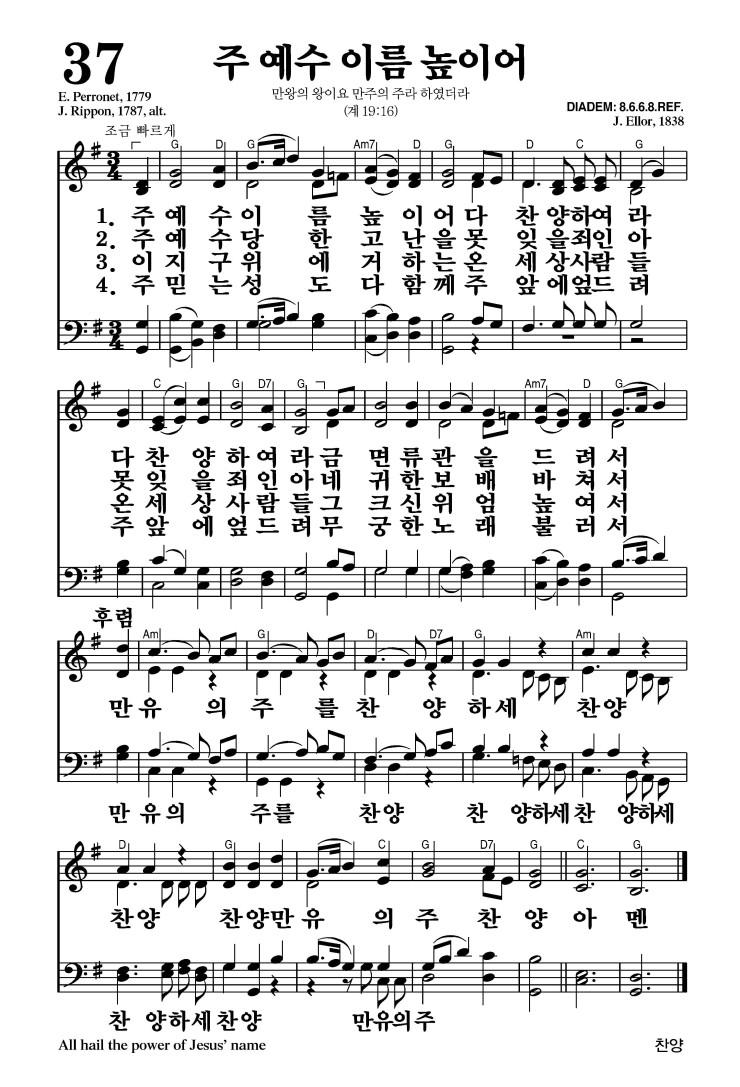 37
주 예수 이름 높이어
만왕의 왕이요 만주의 주라 하였더라
(계 19:16)
E. Perronet, 1779
J. Rippon, 1787, alt.
DIADEM: 8.6.6.8.REF.
J. Ellor, 1838
조금 빠르게
G D G Am7 D G D C G
3 4
1. 주 예 수 이 름 높 이 어 다 찬 양 하 여 라
2. 주 예 수 당 한 고 난 을 못 잊 을 죄 인 아
3. 이 지 구 위 에 거 하 는 온 세 상 사 람 들
4. 주 믿 는 성 도 다 함 께 주 앞 에 엎 드 려
3 4
C G D7 G Am7 D G
다 찬 양 하 여 라 금 면 류 관 을 드 려 서
못 잊 을 죄 인 아 네 귀 한 보 배 바 쳐 서
온 세 상 사 람 들 그 크 신 위 엄 높 여 서
주 앞 에 엎 드 려 무 궁 한 노 래 불 러 서
후렴
Am G D D7 G Am
만 유 의 주 를 찬 양 하 세 찬 양
만 유 의 주 를 찬 양 찬 양 하 세 찬 양 하 세
D G C G D7 G C G
찬 양 찬 양 만 유 의 주 찬 양 아 멘
찬 양 하 세 찬 양 만 유 의 주
All hail the power of Jesus' name
찬양